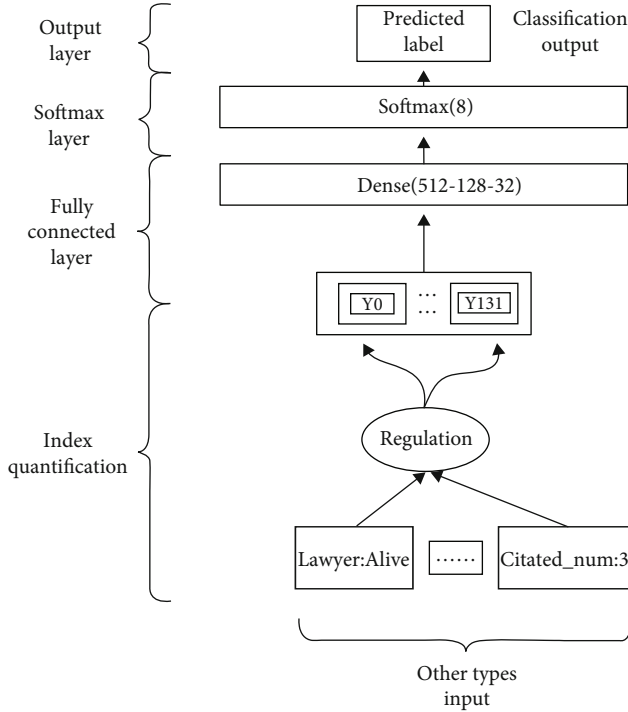 Output
layer
Predicted
label
Classification
output
Softmax
layer
Softmax(8)
Fully
connected
layer
Dense(512-128-32)
Y0
...
...
Y131
Index
quantification
Regulation
Lawyer:Alive
......
Citated_num:3
Other types
input